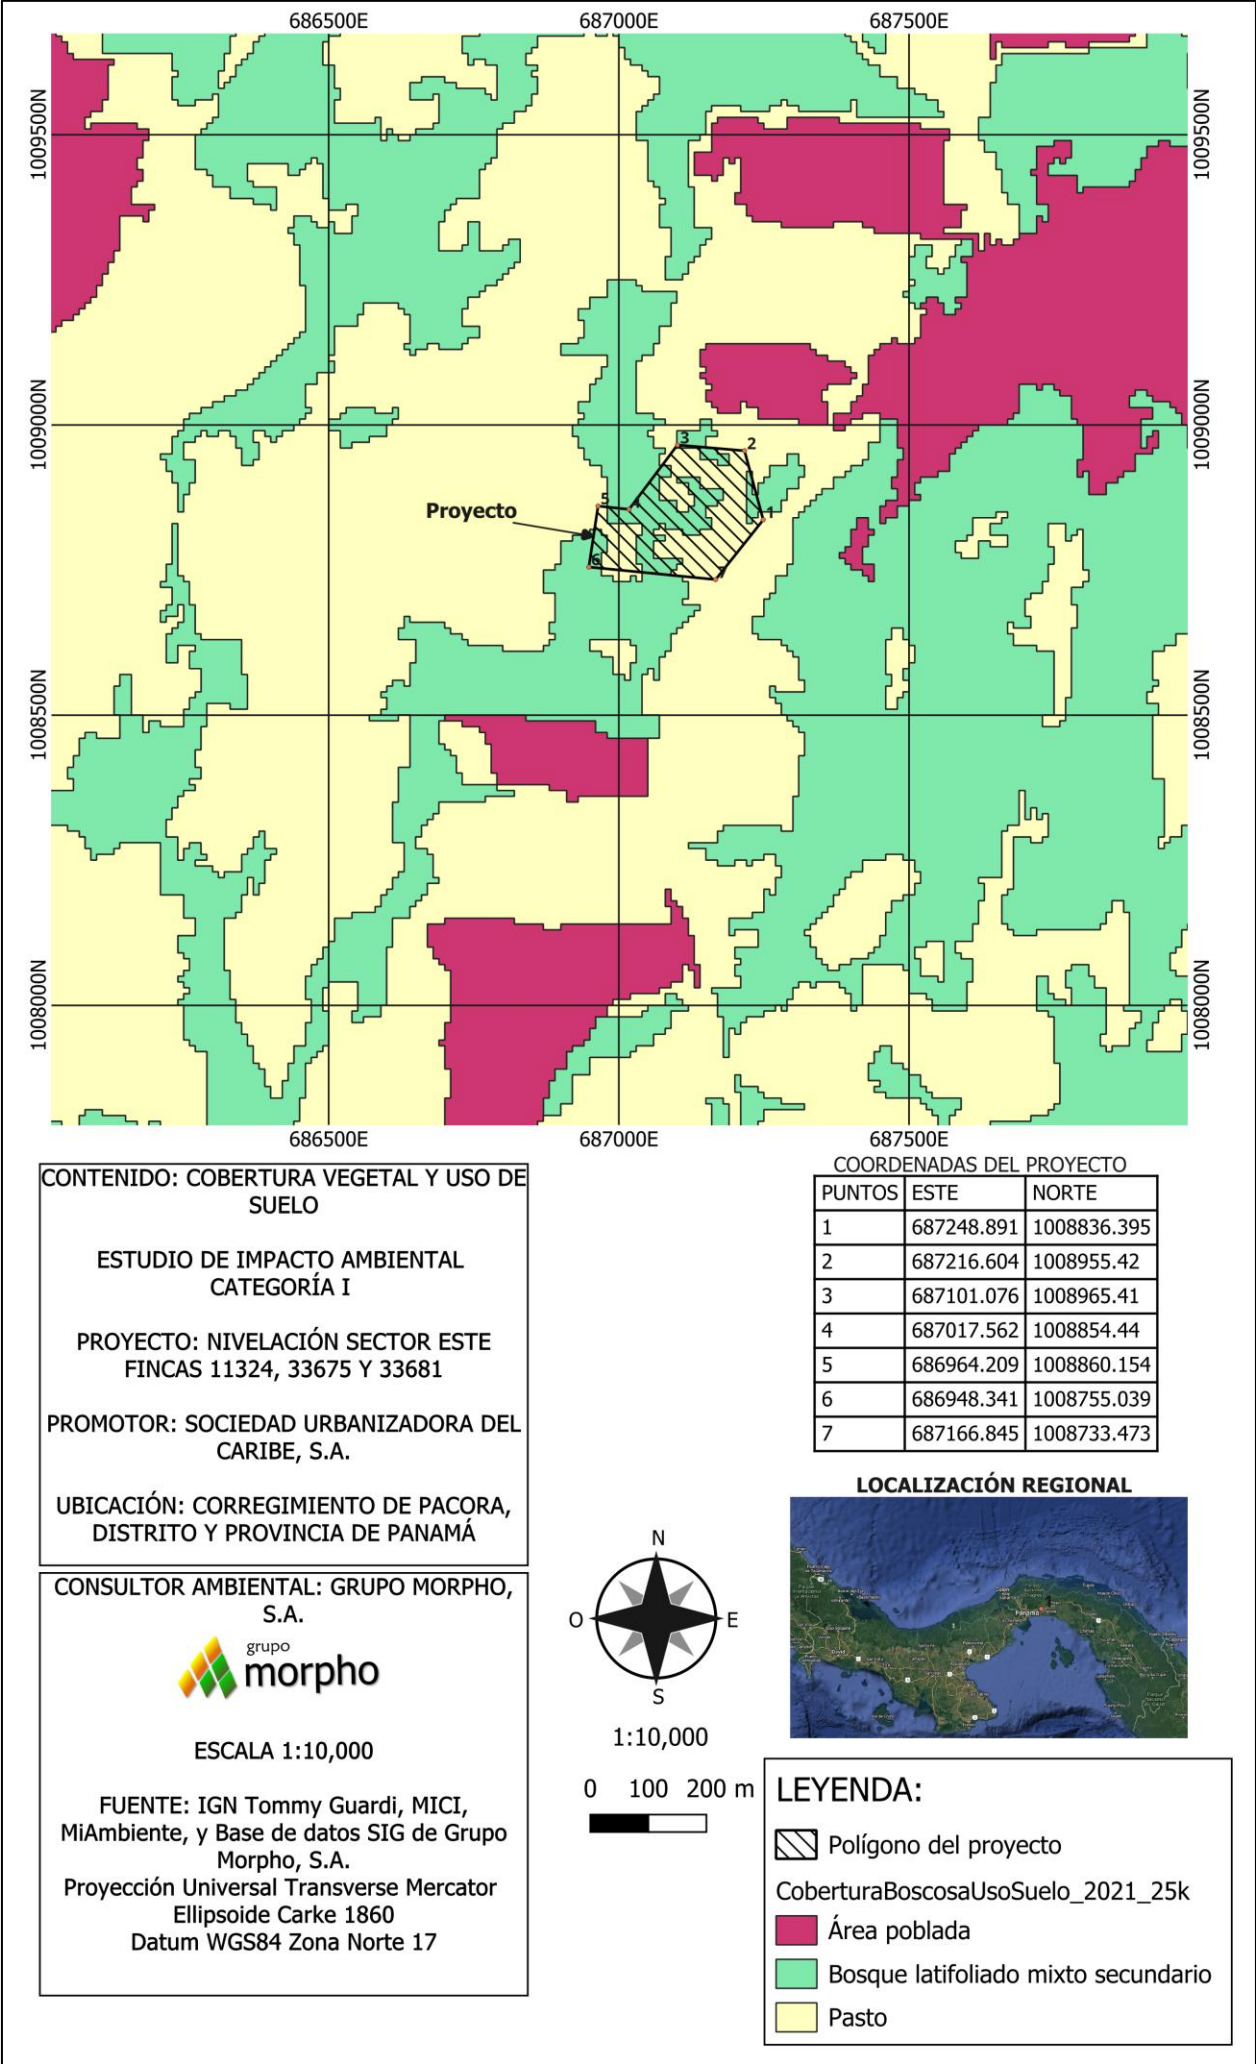 686500E 687000E 687500E
1009500N 1009500N
1009000N 1009000N
1008500N 1008500N
1008000N 1008000N
3
2
5
4
1
Proyecto
6
7
686500E 687000E 687500E
CONTENIDO: COBERTURA VEGETAL Y USO DE
SUELO
ESTUDIO DE IMPACTO AMBIENTAL
CATEGORÍA I
PROYECTO: NIVELACIÓN SECTOR ESTE
FINCAS 11324, 33675 Y 33681
PROMOTOR: SOCIEDAD URBANIZADORA DEL
CARIBE, S.A.
UBICACIÓN: CORREGIMIENTO DE PACORA,
DISTRITO Y PROVINCIA DE PANAMÁ
CONSULTOR AMBIENTAL: GRUPO MORPHO,
S.A.
grupo
morpho
ESCALA 1:10,000
FUENTE: IGN Tommy Guardi, MICI,
MiAmbiente, y Base de datos SIG de Grupo
Morpho, S.A.
Proyección Universal Transverse Mercator
Ellipsoide Carke 1860
Datum WGS84 Zona Norte 17
COORDENADAS DEL PROYECTO
PUNTOS ESTE NORTE
1 687248.891 1008836.395
2 687216.604 1008955.42
3 687101.076 1008965.41
4 687017.562 1008854.44
5 686964.209 1008860.154
6 686948.341 1008755.039
7 687166.845 1008733.473
LOCALIZACIÓN REGIONAL
Panamá
David
N
O E
S
1:10,000
0 100 200 m
LEYENDA:
Polígono del proyecto
CoberturaBoscosaUsoSuelo_2021_25k
Área poblada
Bosque latifoliado mixto secundario
Pasto